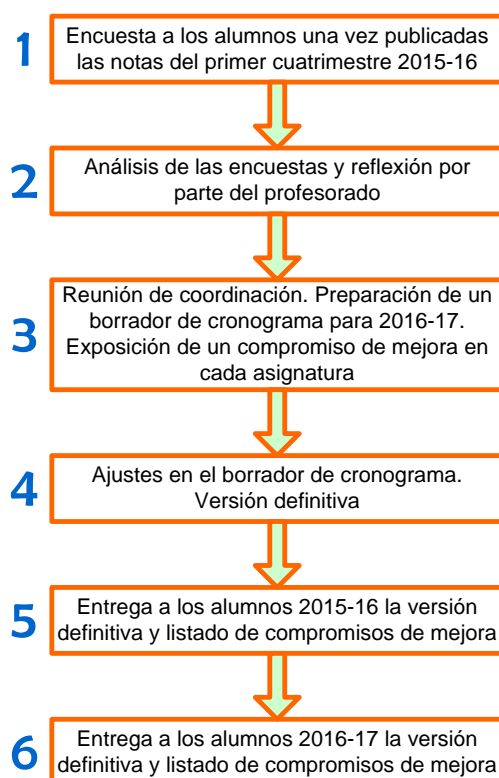 1
Encuesta a los alumnos una vez publicadas
las notas del primer cuatrimestre 2015-16
2
Análisis de las encuestas y reflexión por
parte del profesorado
3
Reunión de coordinación. Preparación de un
borrador de cronograma para 2016-17.
Exposición de un compromiso de mejora en
cada asignatura
4
Ajustes en el borrador de cronograma.
Versión definitiva
5
Entrega a los alumnos 2015-16 la versión
definitiva y listado de compromisos de mejora
6
Entrega a los alumnos 2016-17 la versión
definitiva y listado de compromisos de mejora